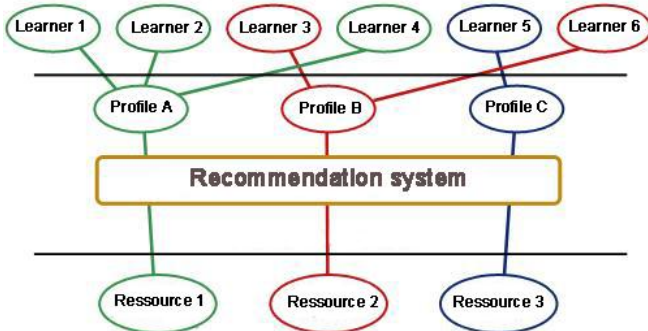 Learner 1
Learner 2
Learner 3
Learner 4
Learner 5
Learner 6
Profile A
Profile B
Profile C
Recommendation system
Ressource 1
Ressource 2
Ressource 3